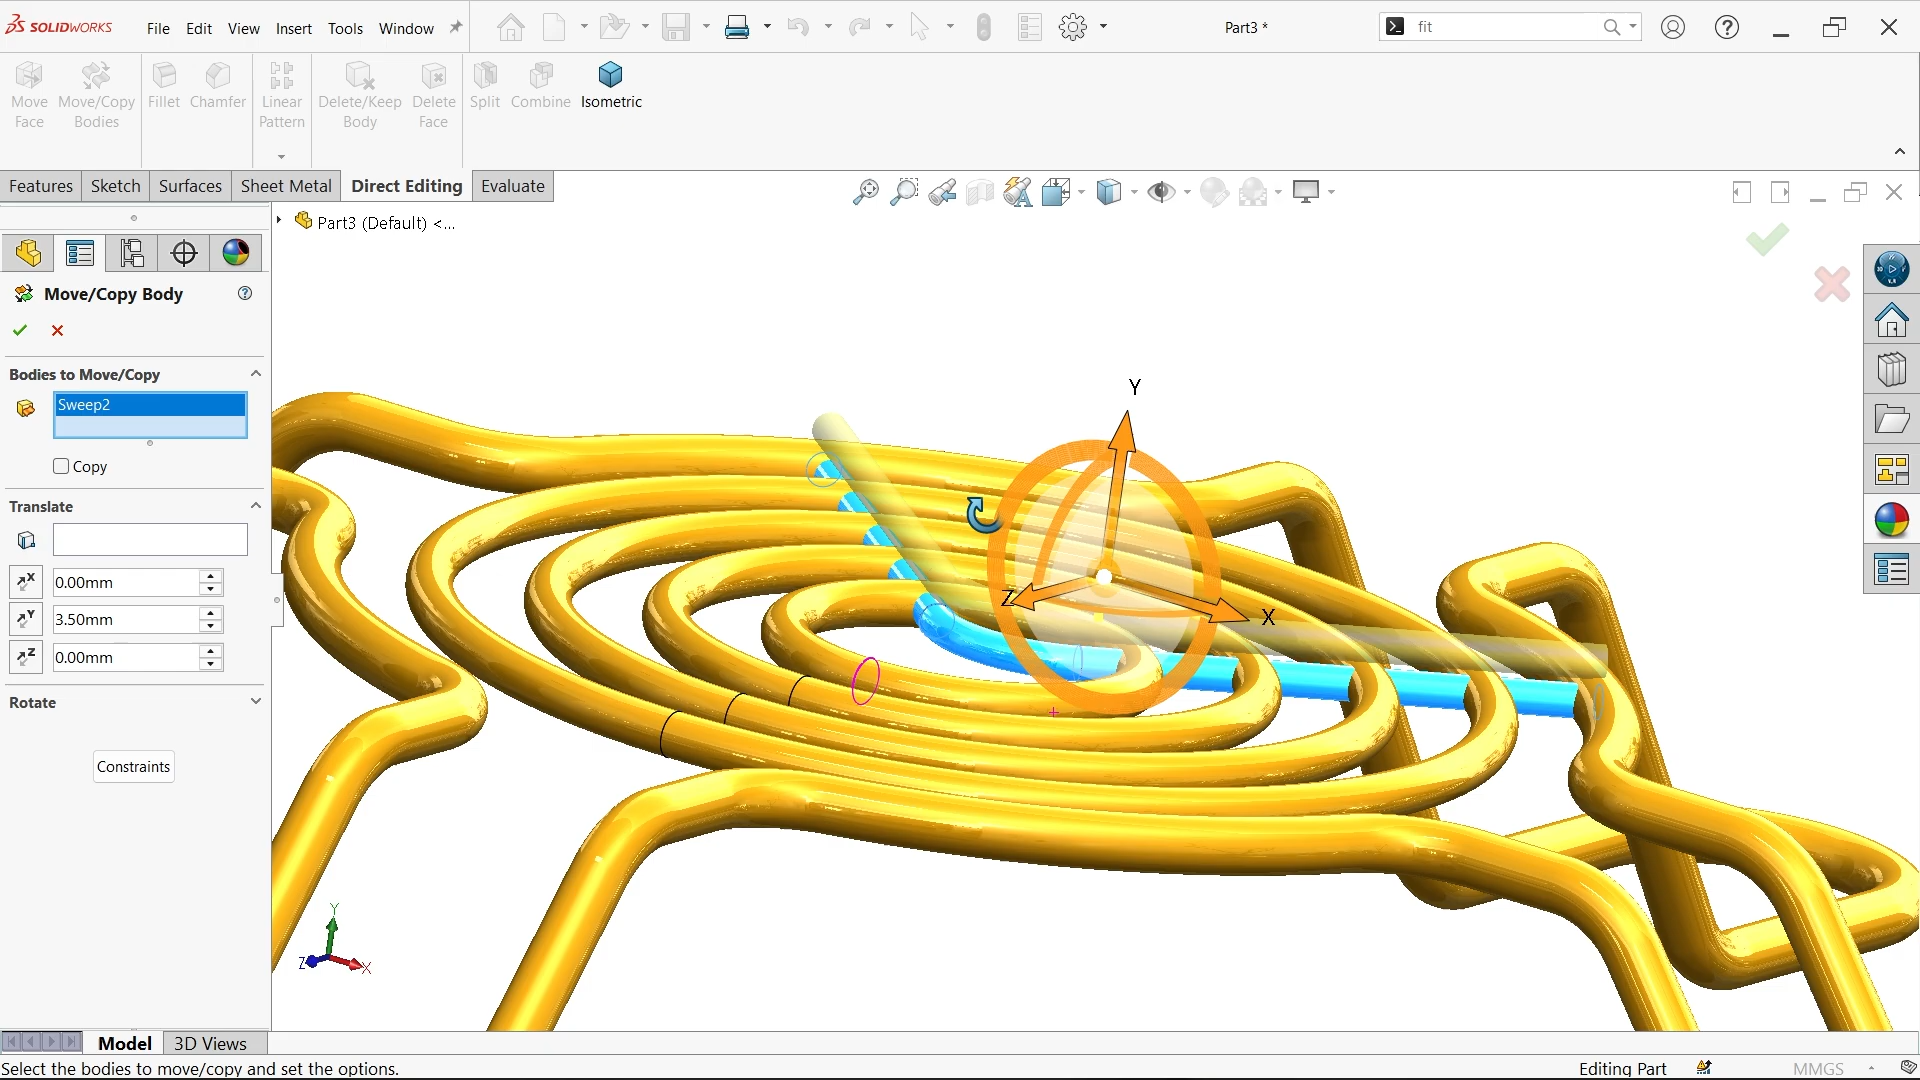 SOLIDWORKS File Edit View Insert Tools Window Part3 * fit
Move Face Move/Copy Bodies Fillet Chamfer Linear Pattern Delete/Keep Body Delete Face Split Combine Isometric
Features Sketch Surfaces Sheet Metal Direct Editing Evaluate
Part3 (Default) <...
Move/Copy Body
Bodies to Move/Copy
Sweep2
Copy
Translate
X 0.00mm
Y 3.50mm
Z 0.00mm
Rotate
Constraints
Y
Z
X
Y
Z
X
Model 3D Views
Select the bodies to move/copy and set the options. Editing Part MMGS